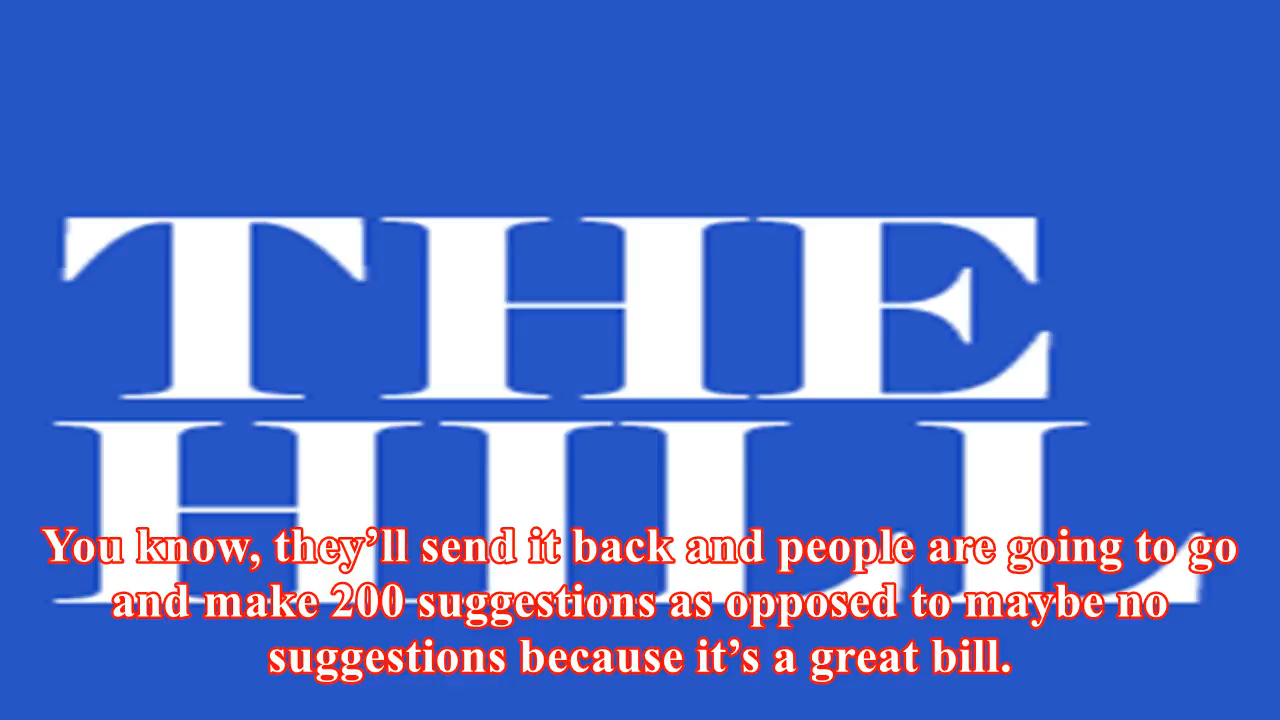 THE
HILL
You know, they’ll send it back and people are going to go
and make 200 suggestions as opposed to maybe no
suggestions because it’s a great bill.